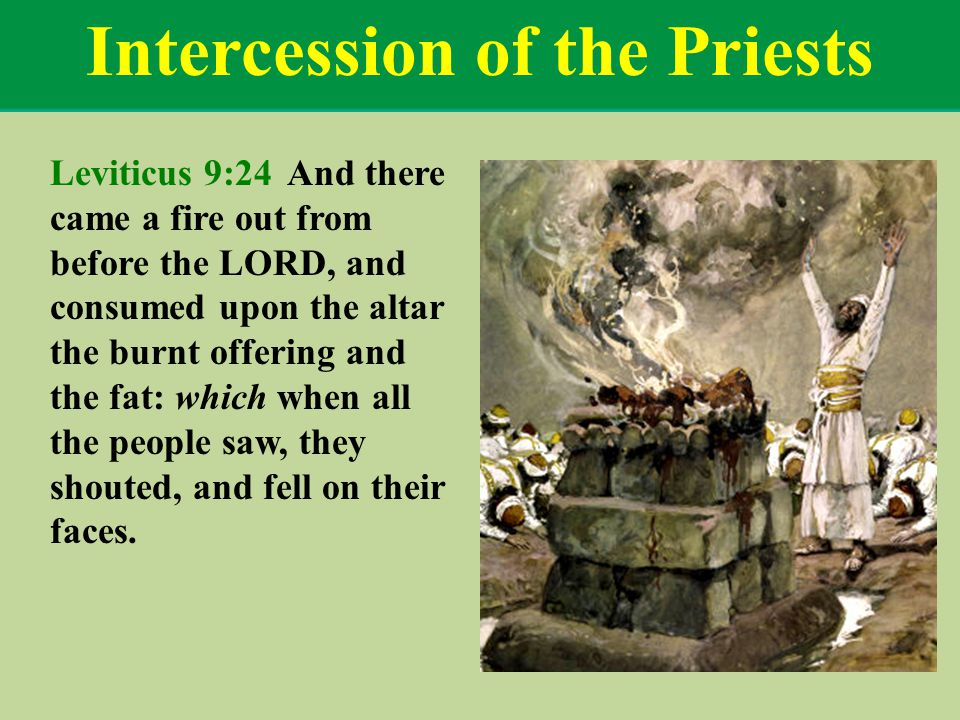 Intercession of the Priests
Leviticus 9:24 And there
came a fire out from
before the LORD, and
consumed upon the altar
the burnt offering and
the fat: which when all
the people saw, they
shouted, and fell on their
faces.